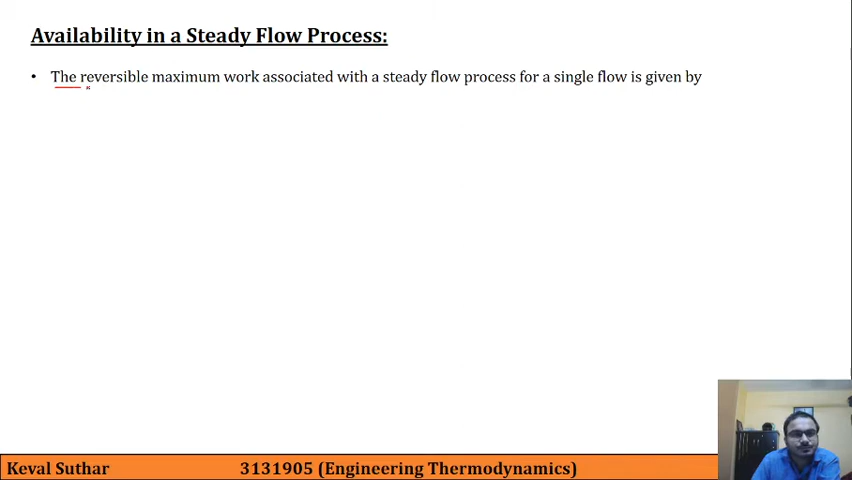 Availability in a Steady Flow Process:
• The reversible maximum work associated with a steady flow process for a single flow is given by
Keval Suthar
3131905 (Engineering Thermodynamics)